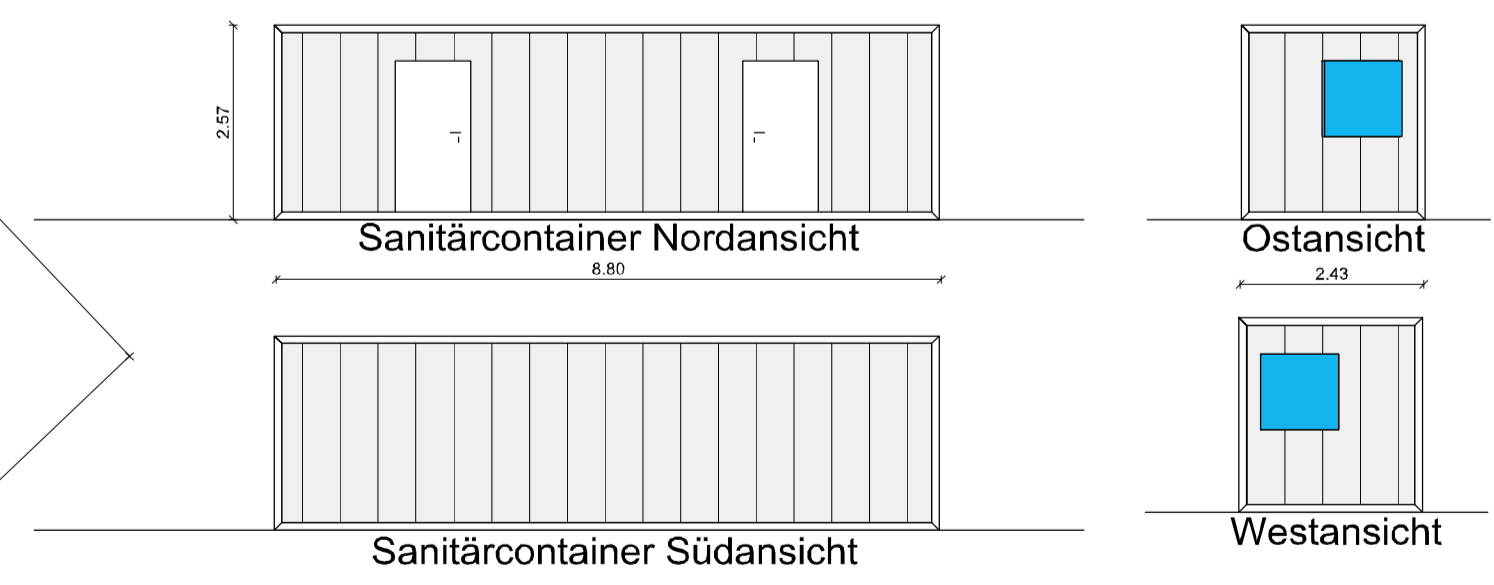 2.57
Sanitärcontainer Nordansicht
Ostansicht
8.80
2.43
Sanitärcontainer Südansicht
Westansicht